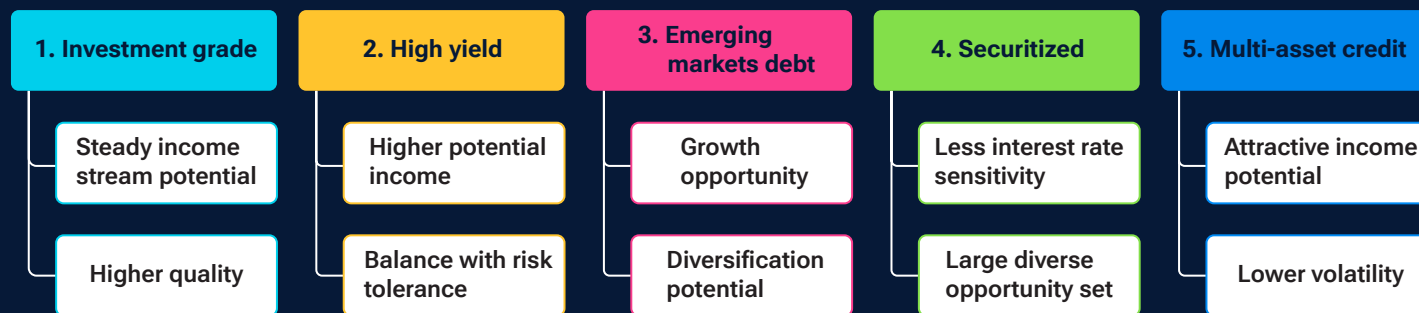 1. Investment grade
Steady income
stream potential
Higher quality
2. High yield
Higher potential
income
Balance with risk
tolerance
3. Emerging
markets debt
Growth
opportunity
Diversification
potential
4. Securitized
Less interest rate
sensitivity
Large diverse
opportunity set
5. Multi-asset credit
Attractive income
potential
Lower volatility